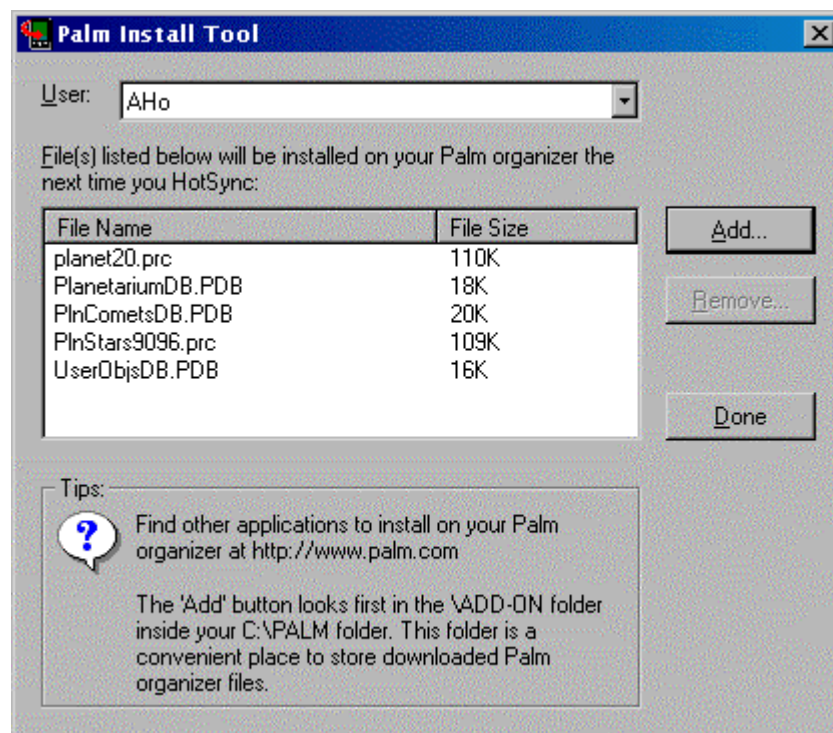 Palm Install Tool
User: AHo
File(s) listed below will be installed on your Palm organizer the
next time you HotSync:
File Name File Size
planet20.prc 110K
PlanetariumDB.PDB 18K
PlnCometsDB.PDB 20K
PlnStars9096.prc 109K
UserObjsDB.PDB 16K
Add...
Remove...
Done
Tips:
?
Find other applications to install on your Palm
organizer at http://www.palm.com
The 'Add' button looks first in the \ADD-ON folder
inside your C:\PALM folder. This folder is a
convenient place to store downloaded Palm
organizer files.